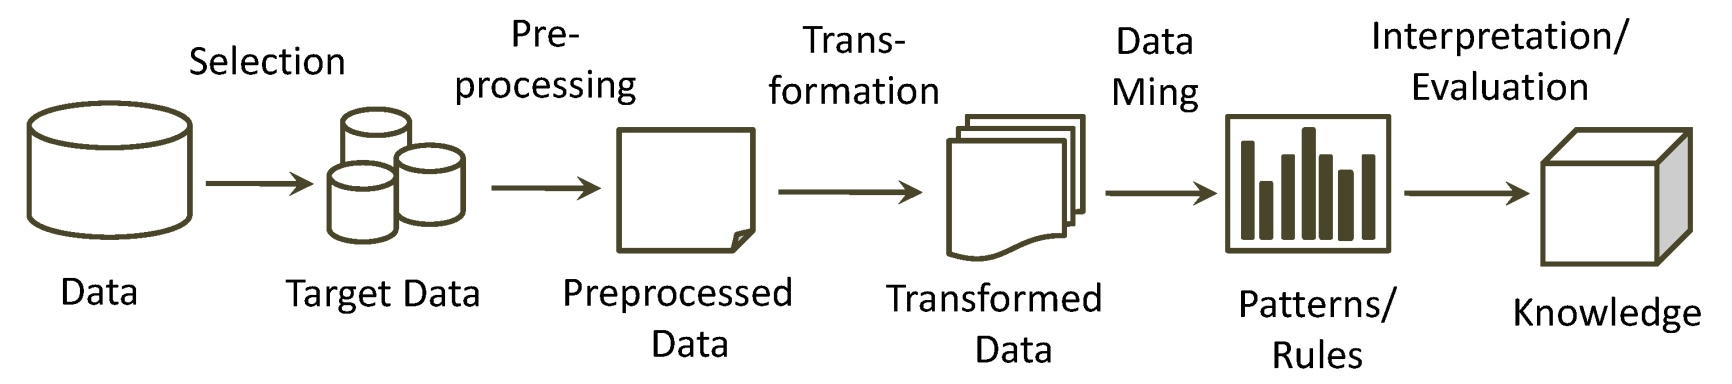 Selection
Pre-
processing
Trans-
formation
Data
Ming
Interpretation/
Evaluation
Data
Target Data
Preprocessed
Data
Transformed
Data
Patterns/
Rules
Knowledge